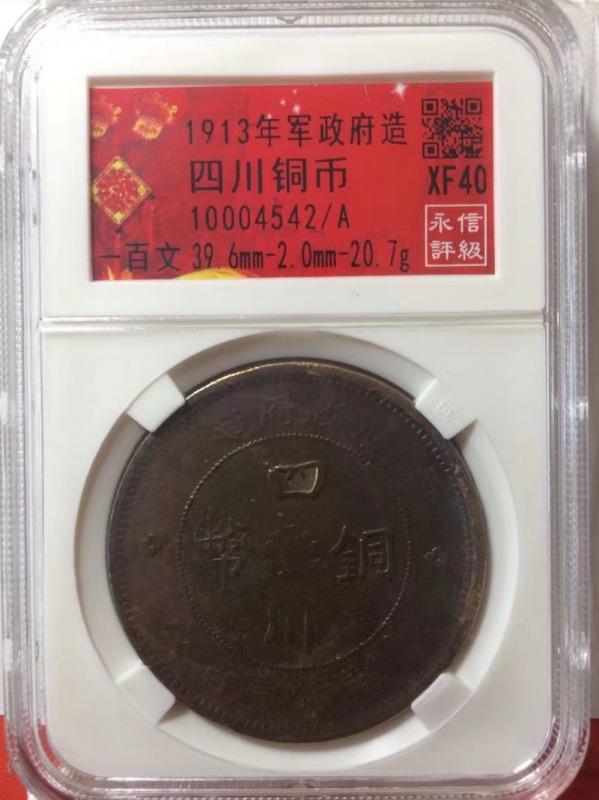 1913年军政府造
四川铜币
XF40
10004542/A
永信
評級
一百文 39.6mm-2.0mm-20.7g
四
銅 幣
川